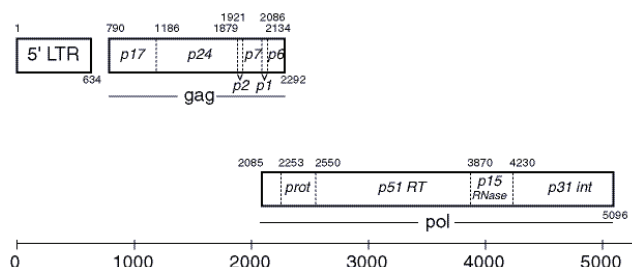 1921 2086
1 790 1186 1879 2134
5' LTR p17 p24 p7 p6
634 p2 p1 2292
gag
2085 2253 2550 3870 4230
prot p51 RT p15 p31 int
RNase
5096
pol
0 1000 2000 3000 4000 5000